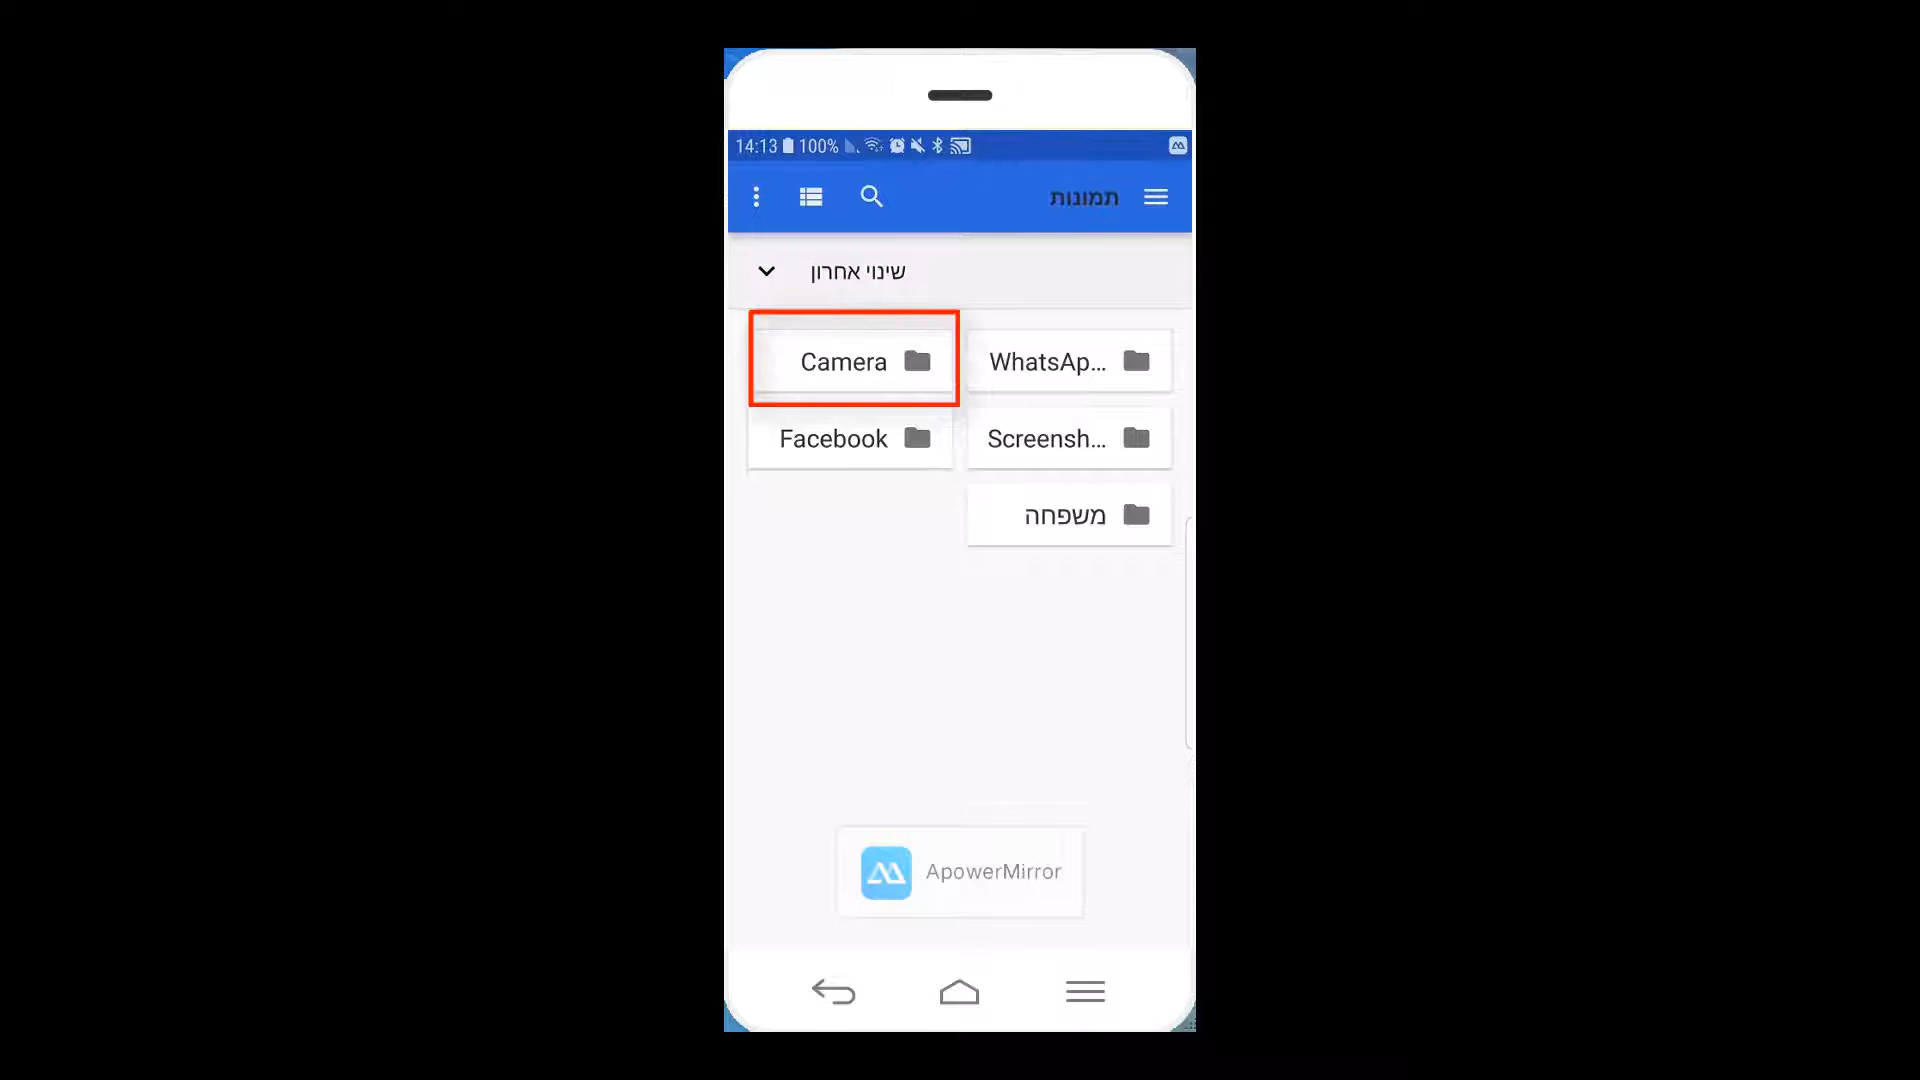 14:13 100%
תמונות
שינוי אחרון
WhatsAp...
Camera
Screensh...
Facebook
משפחה
ApowerMirror